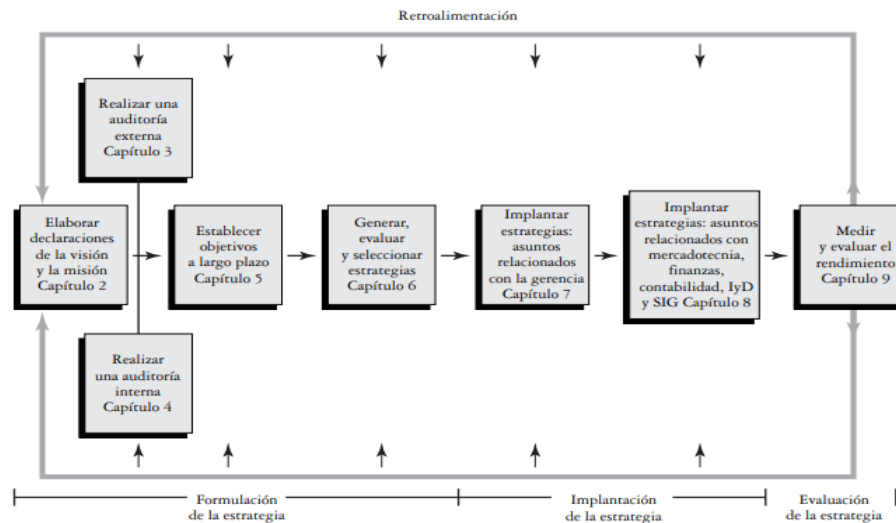 Retroalimentación
Realizar una
auditoría
externa
Capítulo 3
Elaborar
declaraciones
de la visión
y la misión
Capítulo 2
Establecer
objetivos
a largo plazo
Capítulo 5
Generar,
evaluar
y seleccionar
estrategias
Capítulo 6
Implantar
estrategias:
asuntos
relacionados
con la gerencia
Capítulo 7
Implantar
estrategias: asuntos
relacionados con
mercadotecnia,
finanzas,
contabilidad, IyD
y SIG Capítulo 8
Medir
y evaluar el
rendimiento
Capítulo 9
Realizar
una auditoría
interna
Capítulo 4
Formulación
de la estrategia
Implantación
de la estrategia
Evaluación
de la estrategia